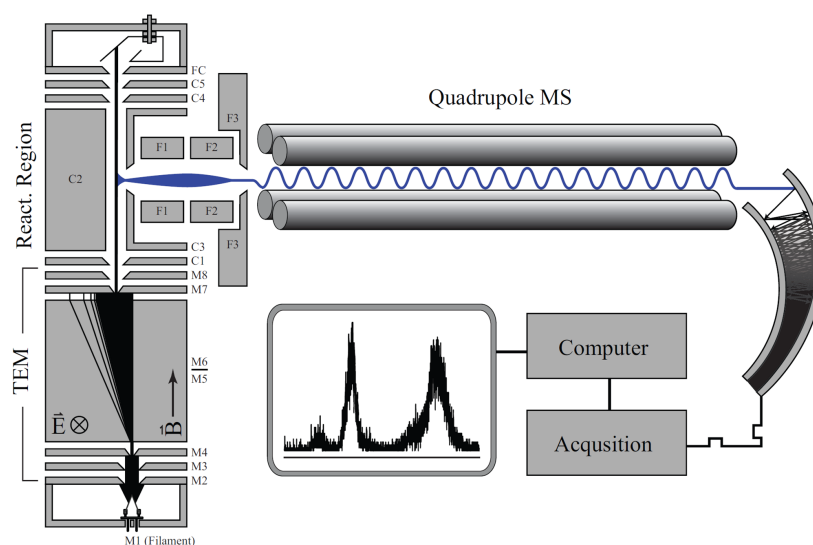 FC
C5
C4
F3
Quadrupole MS
F1
F2
React. Region
C2
F1
F2
C3
F3
C1
M8
M7
TEM
M6
M5
E
B
Computer
Acqusition
M4
M3
M2
M1 (Filament)